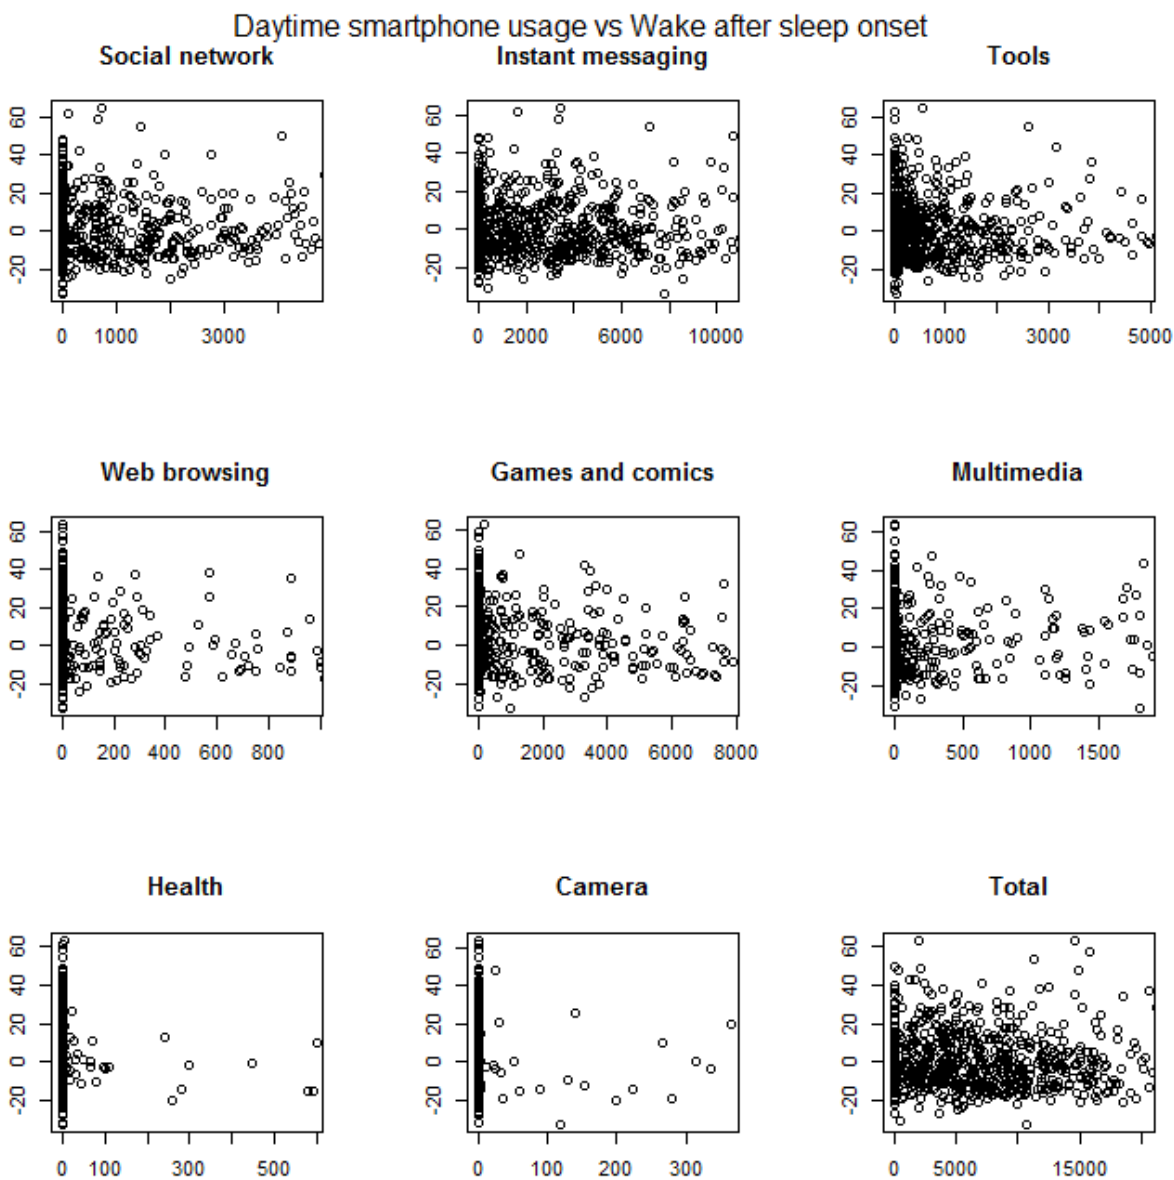 Daytime smartphone usage vs Wake after sleep onset
Social network Instant messaging Tools
60 60 60
40 40 40
20 20 20
0 0 0
-20 -20 -20
0 1000 3000 0 2000 6000 10000 0 1000 3000 5000
Web browsing Games and comics Multimedia
60 60 60
40 40 40
20 20 20
0 0 0
-20 -20 -20
0 200 400 600 800 0 2000 4000 6000 8000 0 500 1000 1500
Health Camera Total
60 60 60
40 40 40
20 20 20
0 0 0
-20 -20 -20
0 100 300 500 0 100 200 300 0 5000 15000